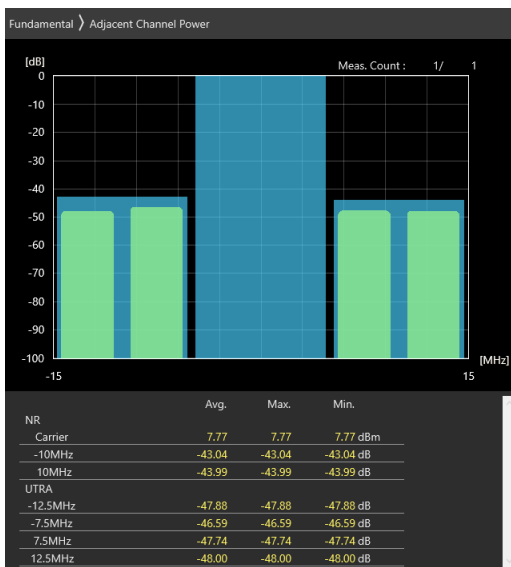 Fundamental 〉 Adjacent Channel Power
[dB]
Meas. Count : 1/ 1
0
-10
-20
-30
-40
-50
-60
-70
-80
-90
-100
[MHz]
-15 15
Avg. Max. Min.
NR
Carrier 7.77 7.77 7.77 dBm
-10MHz -43.04 -43.04 -43.04 dB
10MHz -43.99 -43.99 -43.99 dB
UTRA
-12.5MHz -47.88 -47.88 -47.88 dB
-7.5MHz -46.59 -46.59 -46.59 dB
7.5MHz -47.74 -47.74 -47.74 dB
12.5MHz -48.00 -48.00 -48.00 dB